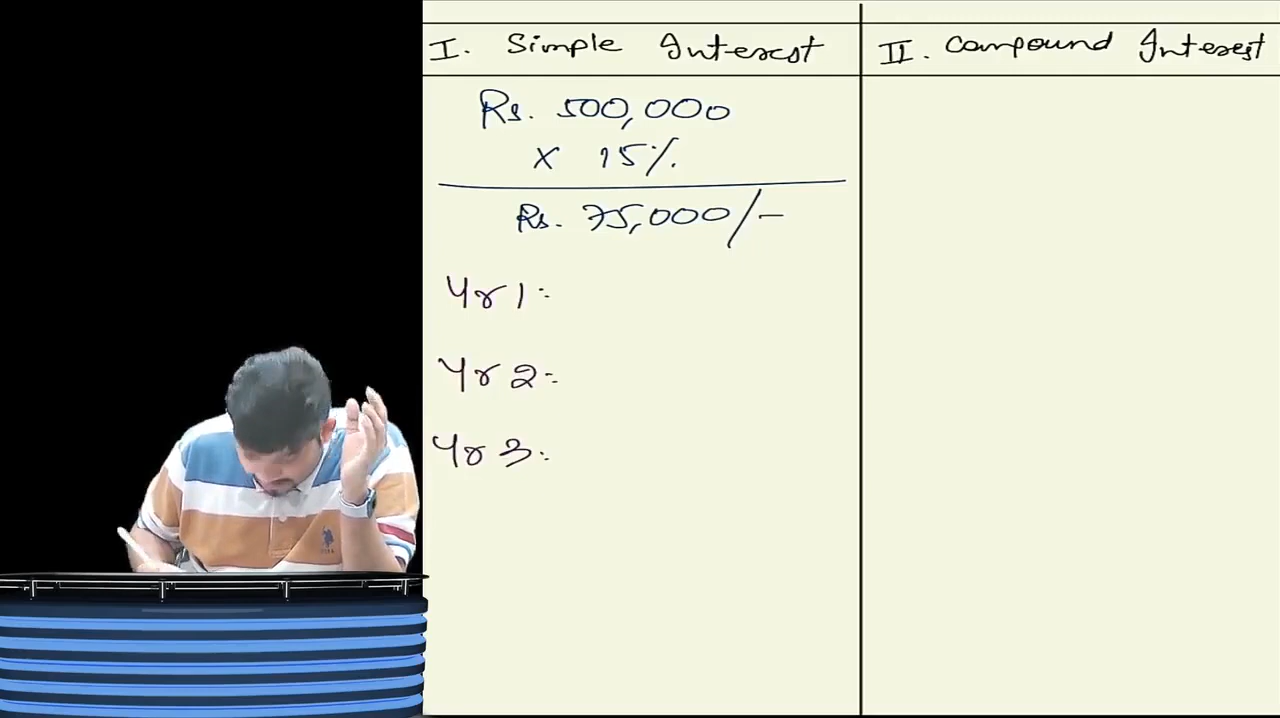 I. Simple Interest
II. Compound Interest
Rs. 500,000
x 15%
Rs. 75,000/-
Yr 1:-
Yr 2:-
Yr 3:-